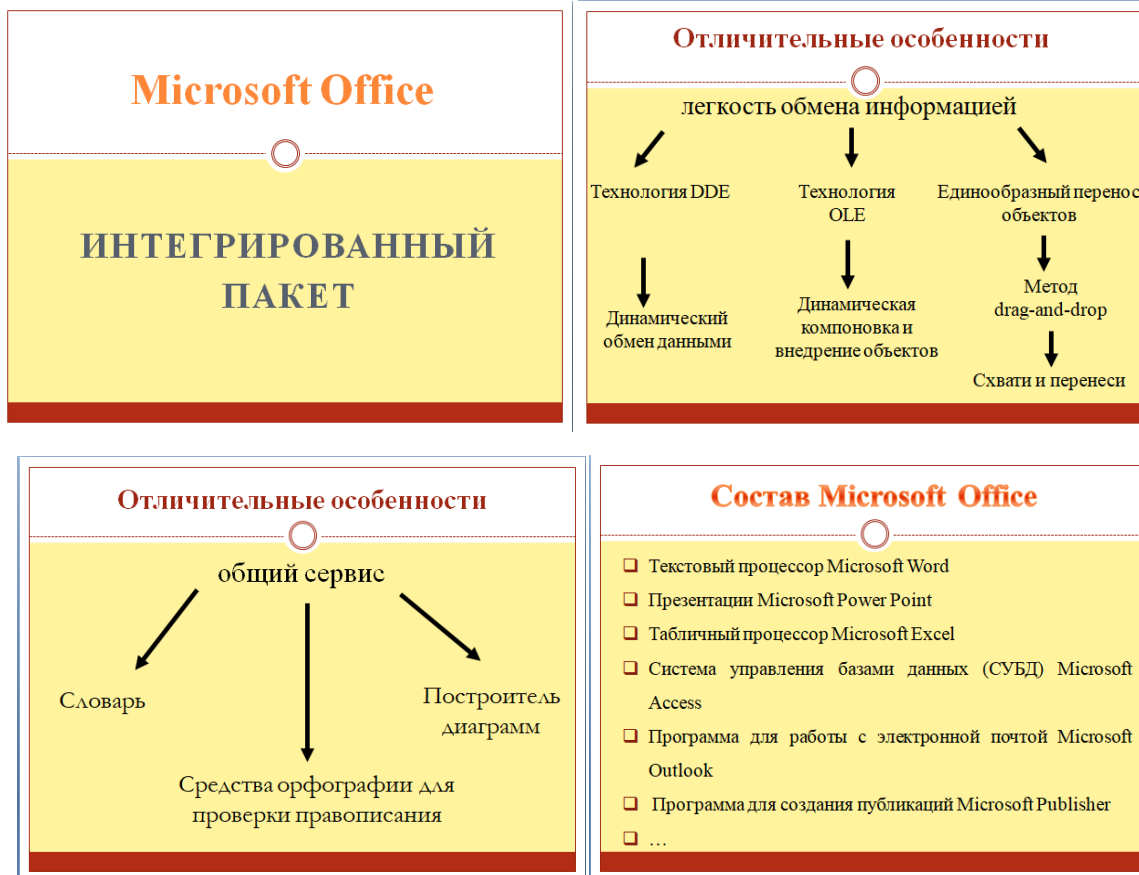 Microsoft Office
ИНТЕГРИРОВАННЫЙ
ПАКЕТ
Отличительные особенности
легкость обмена информацией
Технология DDE
Динамический
обмен данными
Технология
OLE
Динамическая
компоновка и
внедрение объектов
Единообразный перенос
объектов
Метод
drag-and-drop
Схвати и перенеси
Отличительные особенности
общий сервис
Словарь
Средства орфографии для
проверки правописания
Построитель
диаграмм
Состав Microsoft Office
Текстовый процессор Microsoft Word
Презентации Microsoft Power Point
Табличный процессор Microsoft Excel
Система управления базами данных (СУБД) Microsoft
Access
Программа для работы с электронной почтой Microsoft
Outlook
Программа для создания публикаций Microsoft Publisher
…